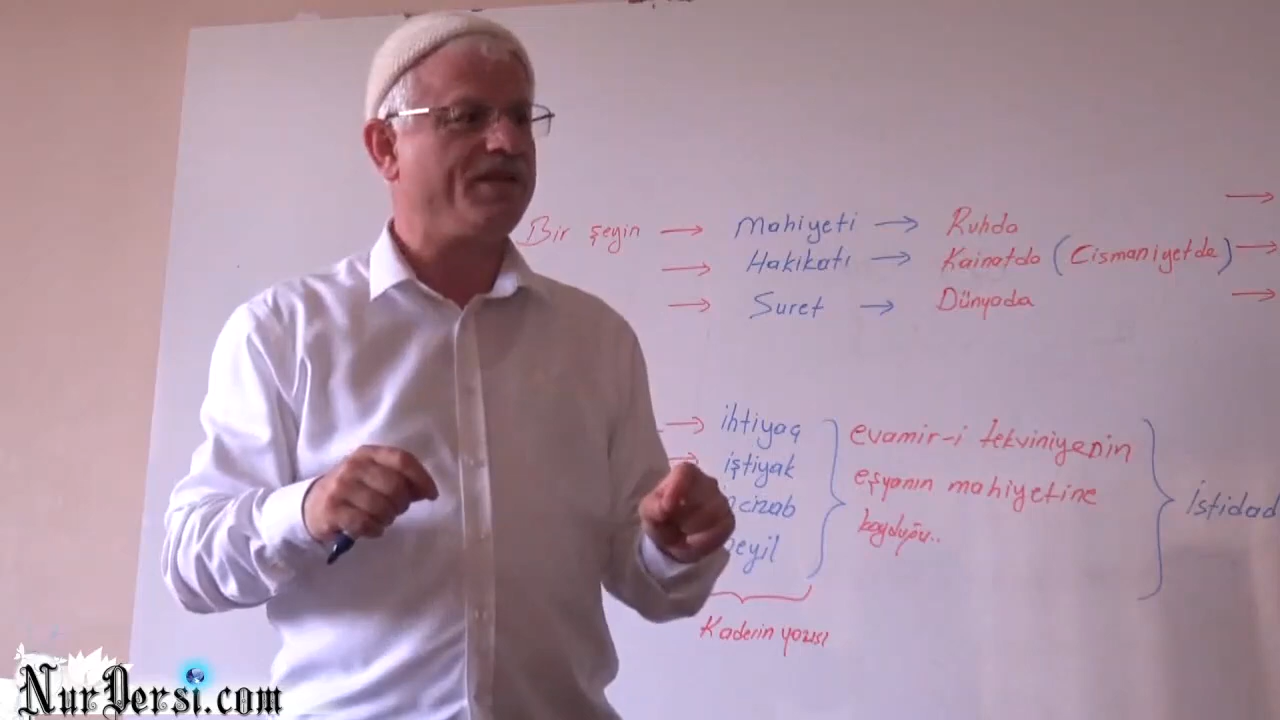 Bir şeyin → Mahiyeti → Ruhda →
→ Hakikatı → Kainatda (Cismaniyetde) →
→ Suret → Dünyada →
→ ihtiyaç
→ iştiyak
incizab
meyil
evamir-i tekviniyenin
eşyanın mahiyetine
koyduğu..
İstidad
Kaderin yazısı
NurDersi.com